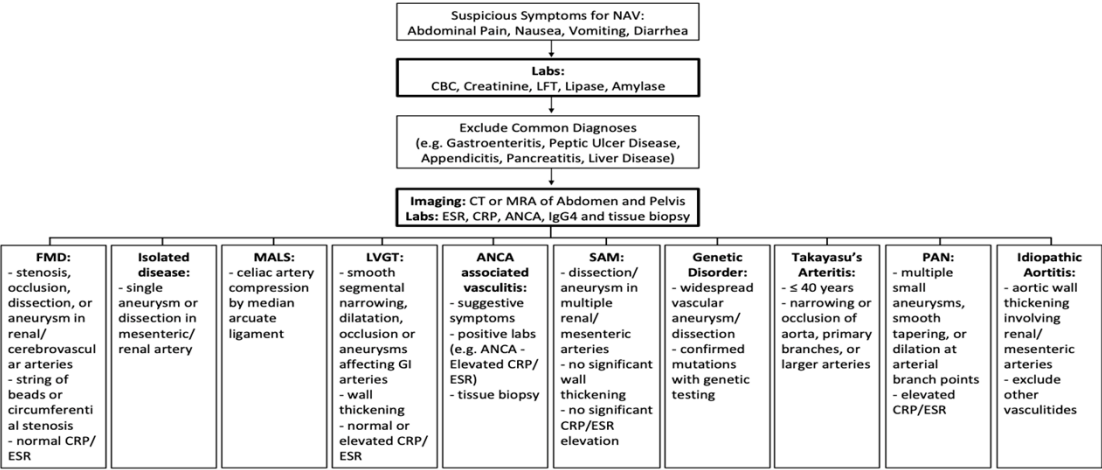 Suspicious Symptoms for NAV:
Abdominal Pain, Nausea, Vomiting, Diarrhea
Labs:
CBC, Creatinine, LFT, Lipase, Amylase
Exclude Common Diagnoses
(e.g. Gastroenteritis, Peptic Ulcer Disease,
Appendicitis, Pancreatitis, Liver Disease)
Imaging: CT or MRA of Abdomen and Pelvis
Labs: ESR, CRP, ANCA, IgG4 and tissue biopsy
FMD:
- stenosis,
occlusion,
dissection, or
aneurysm in
renal/
cerebrovascul
ar arteries
- string of
beads or
circumferenti
al stenosis
- normal CRP/
ESR
Isolated
disease:
- single
aneurysm or
dissection in
mesenteric/
renal artery
MALS:
- celiac artery
compression
by median
arcuate
ligament
LVGT:
- smooth
segmental
narrowing,
dilatation,
occlusion or
aneurysms
affecting GI
arteries
- wall
thickening
- normal or
elevated CRP/
ESR
ANCA
associated
vasculitis:
- suggestive
symptoms
- positive labs
(e.g. ANCA -
Elevated CRP/
ESR)
- tissue biopsy
SAM:
- dissection/
aneurysm in
multiple
renal/
mesenteric
arteries
- no significant
wall
thickening
- no significant
CRP/ESR
elevation
Genetic
Disorder:
- widespread
vascular
aneurysm/
dissection
- confirmed
mutations
with genetic
testing
Takayasu's
Arteritis:
- ≤ 40 years
- narrowing or
occlusion of
aorta, primary
branches, or
larger arteries
PAN:
- multiple
small
aneurysms,
smooth
tapering, or
dilation at
arterial
branch points
- elevated
CRP/ESR
Idiopathic
Aortitis:
- aortic wall
thickening
involving
renal/
mesenteric
arteries
- exclude
other
vasculitides